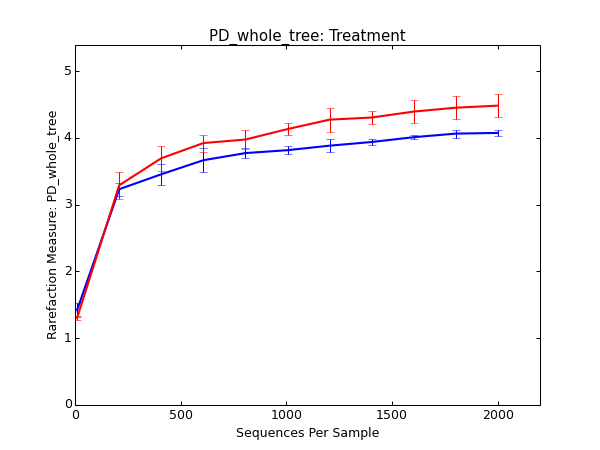 PD_whole_tree: Treatment
Rarefaction Measure: PD_whole_tree
5
4
3
2
1
0
0 500 1000 1500 2000
Sequences Per Sample